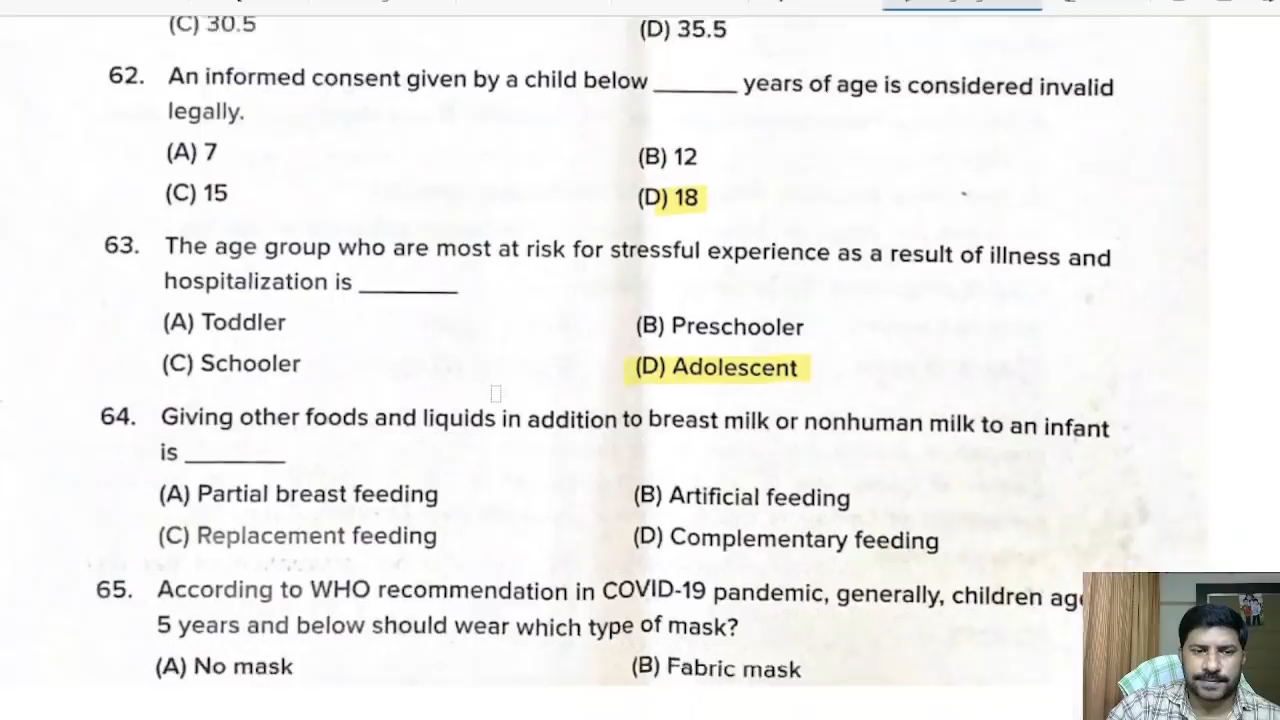 (C) 30.5 (D) 35.5
62. An informed consent given by a child below ______ years of age is considered invalid
legally.
(A) 7 (B) 12
(C) 15 (D) 18
63. The age group who are most at risk for stressful experience as a result of illness and
hospitalization is ________
(A) Toddler (B) Preschooler
(C) Schooler (D) Adolescent
64. Giving other foods and liquids in addition to breast milk or nonhuman milk to an infant
is ________
(A) Partial breast feeding (B) Artificial feeding
(C) Replacement feeding (D) Complementary feeding
65. According to WHO recommendation in COVID-19 pandemic, generally, children
5 years and below should wear which type of mask?
(A) No mask (B) Fabric mask